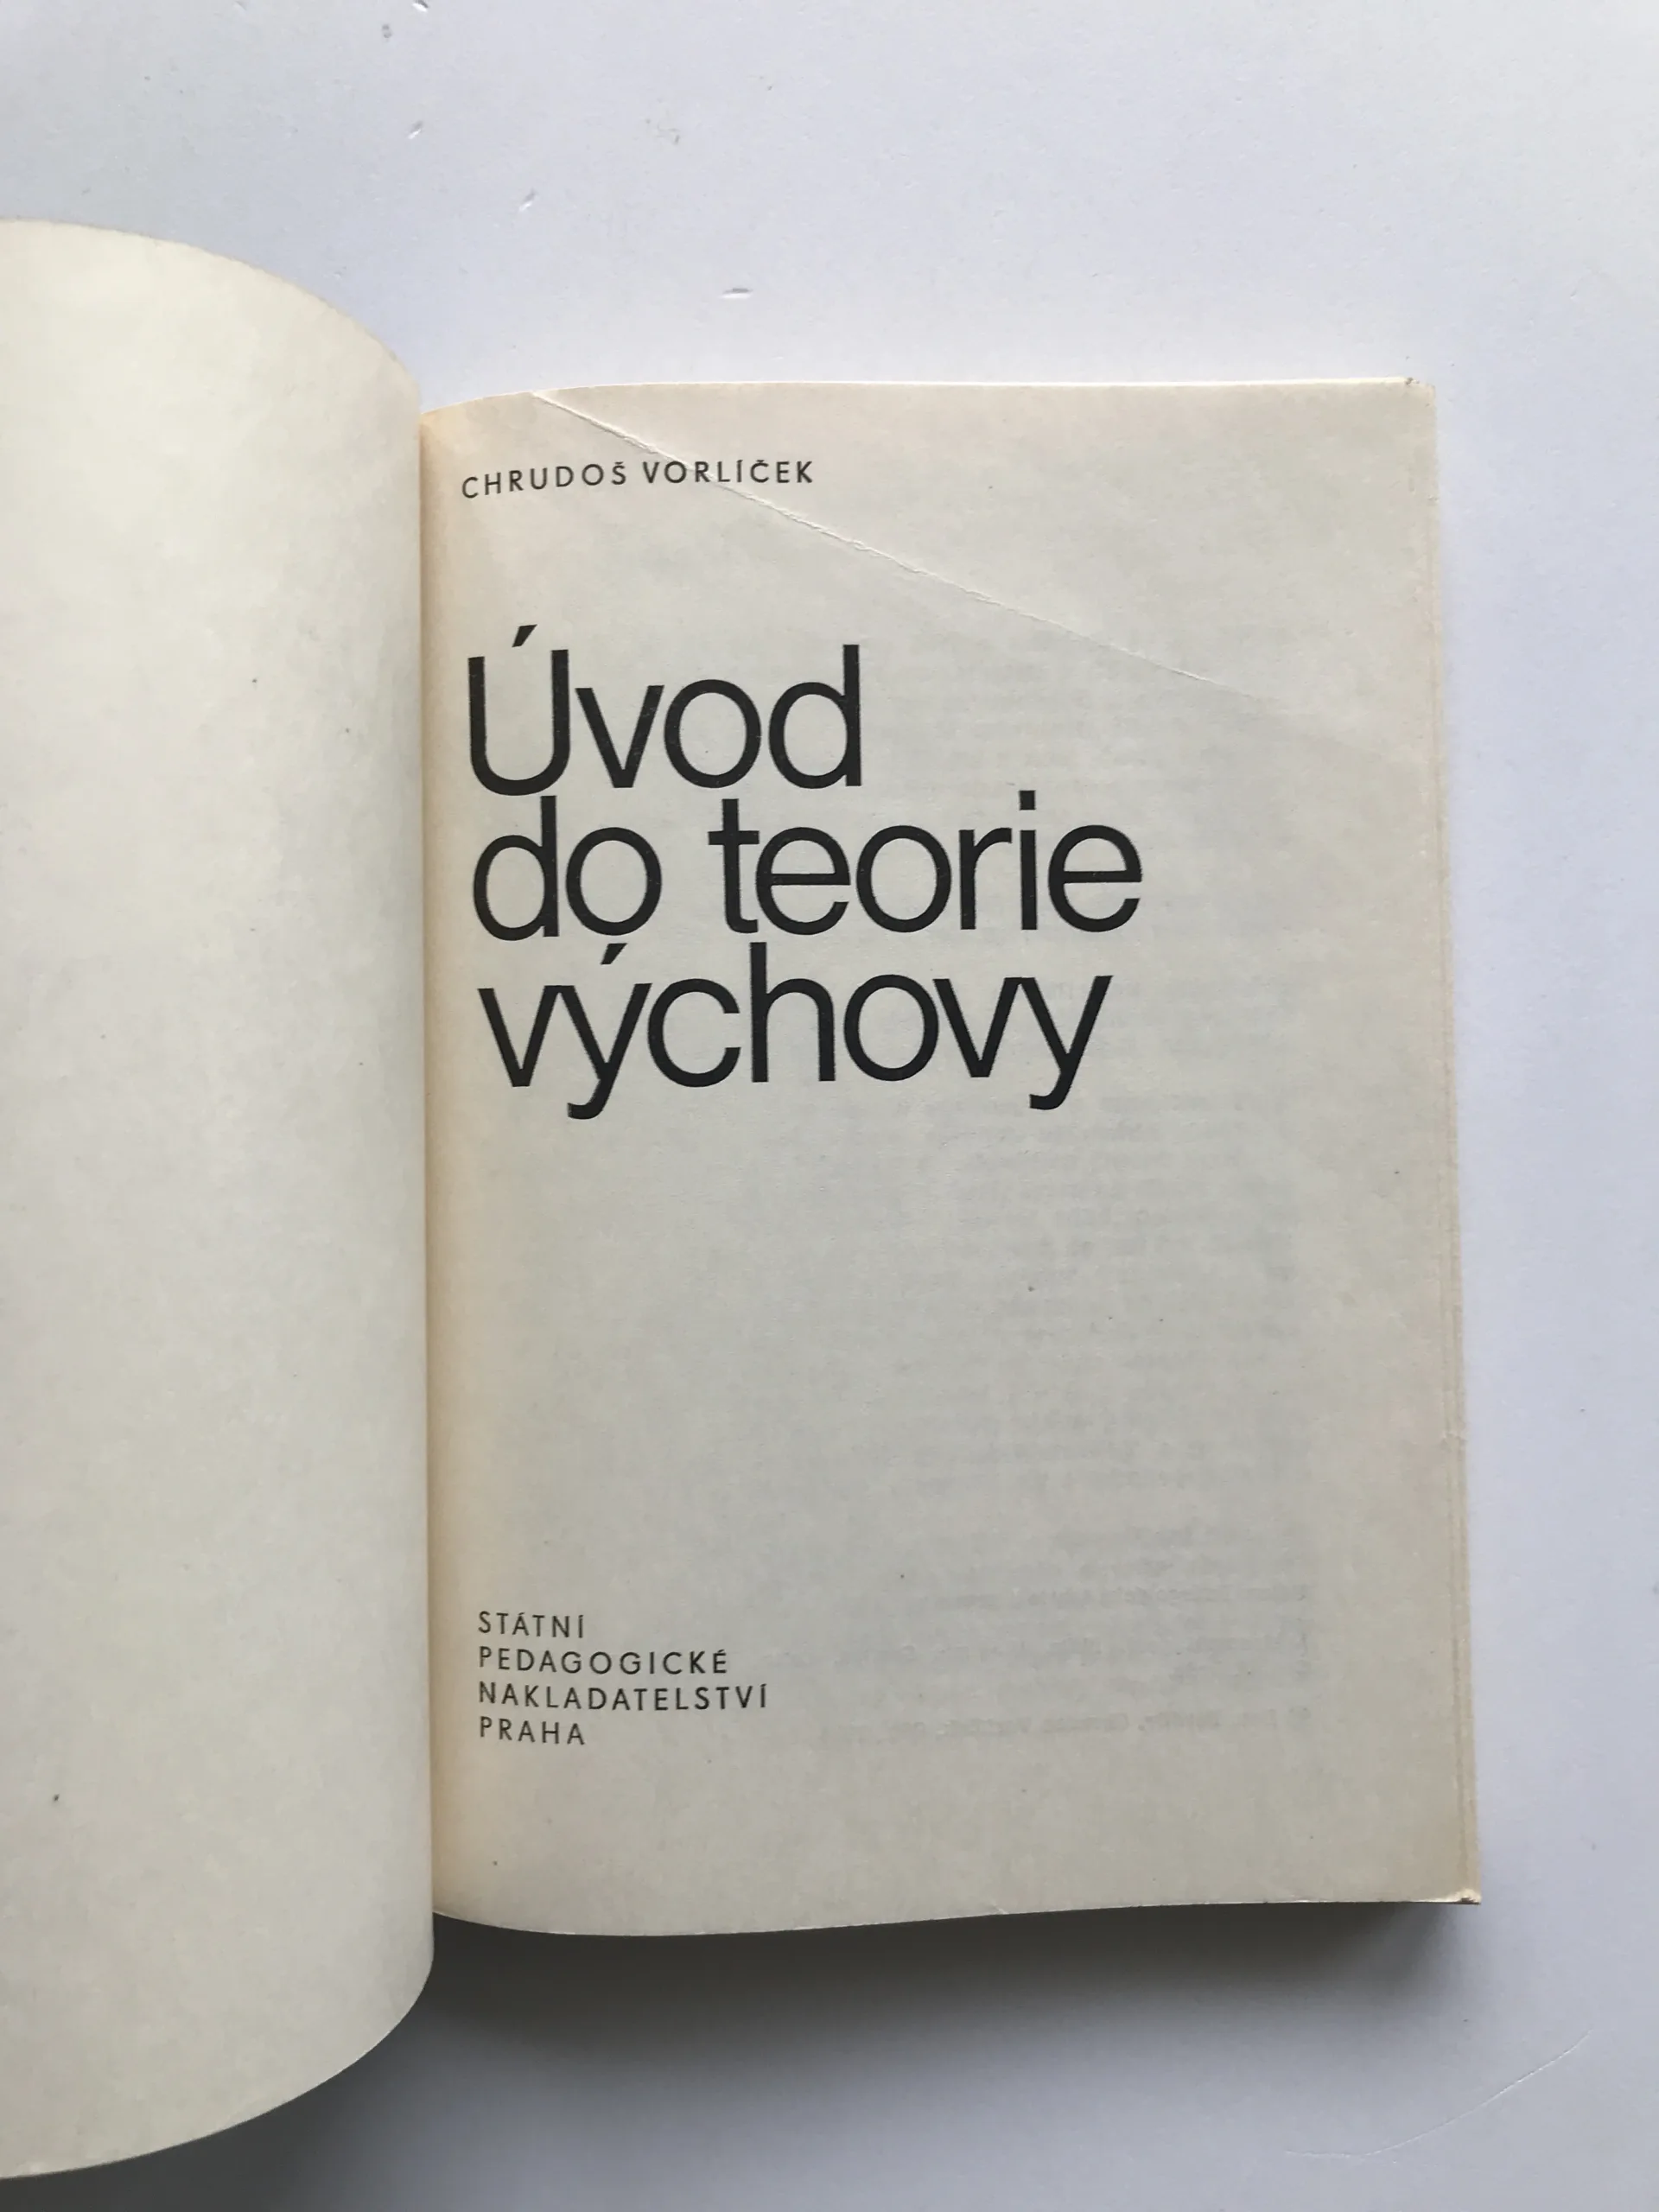 CHRUDOŠ VORLÍČEK
Úvod
do teorie
výchovy
STÁTNÍ
PEDAGOGICKÉ
NAKLADATELSTVÍ
PRAHA